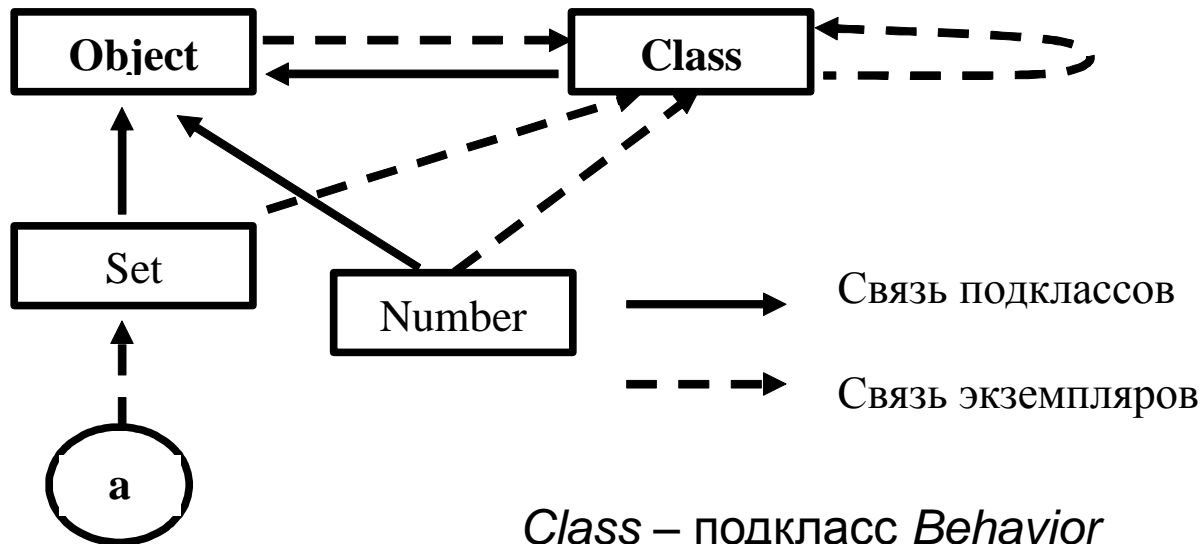 Object
Class
Set
Number
a
Связь подклассов
Связь экземпляров
Class – подкласс Behavior